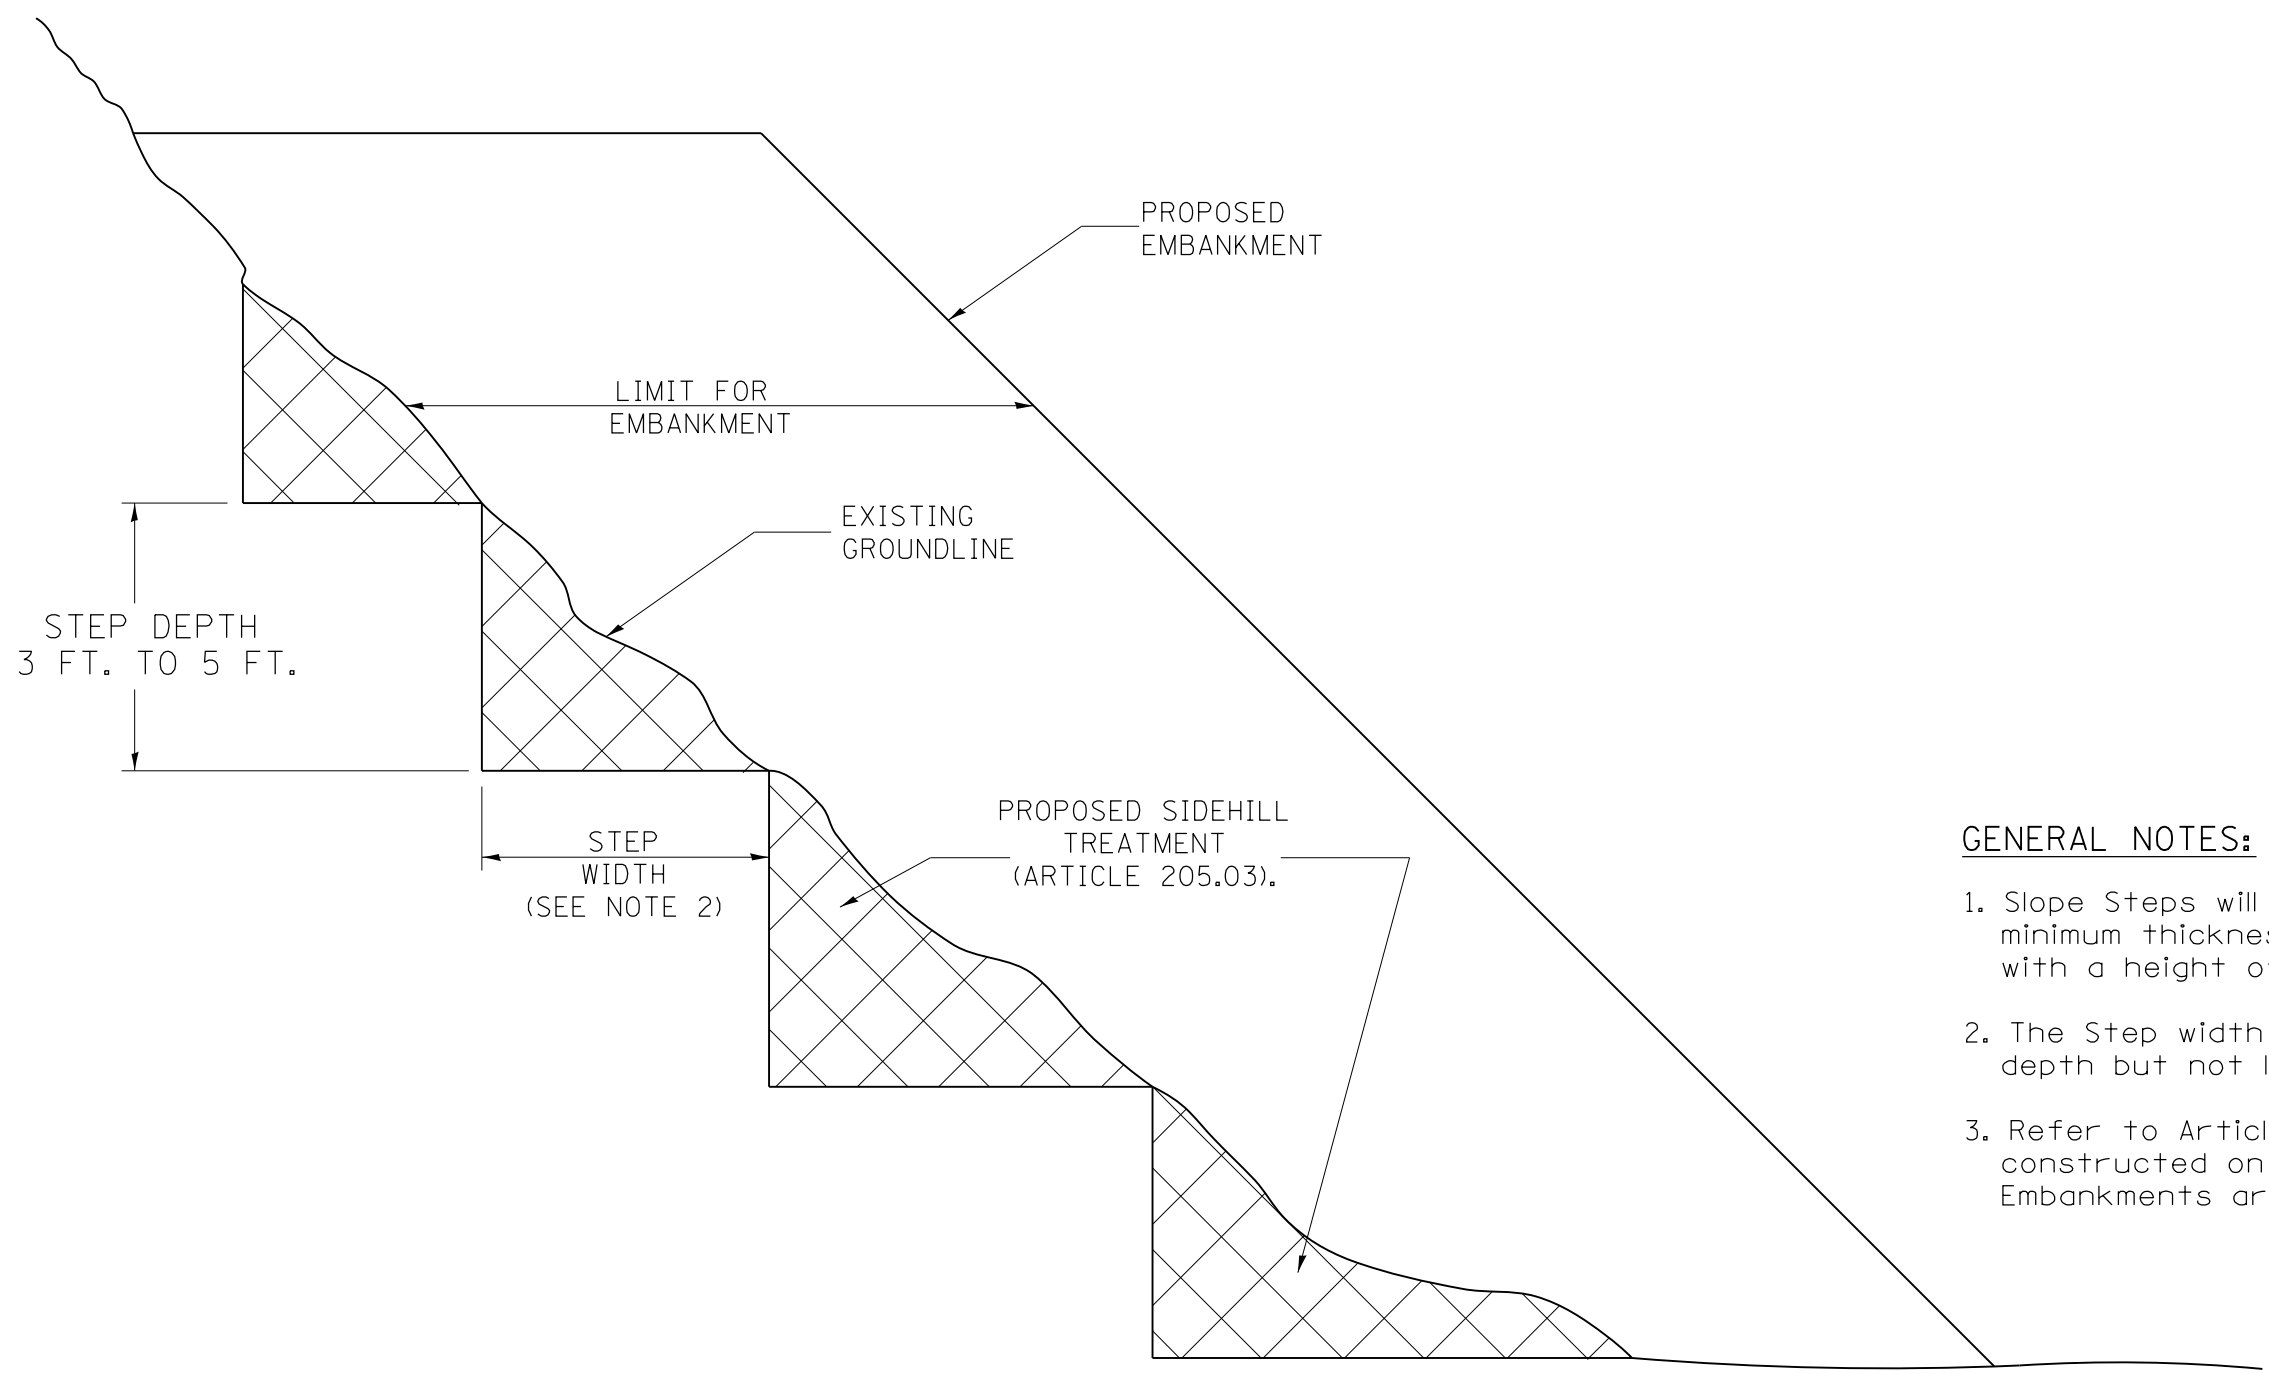 PROPOSED
EMBANKMENT
LIMIT FOR
EMBANKMENT
EXISTING
GROUNDLINE
STEP DEPTH
3 FT. TO 5 FT.
STEP
WIDTH
(SEE NOTE 2)
PROPOSED SIDEHILL
TREATMENT
(ARTICLE 205.03).
GENERAL NOTES:
1. Slope Steps will
minimum
with a height
2. The Step width
depth but not
3. Refer to
constructed on
Embankments